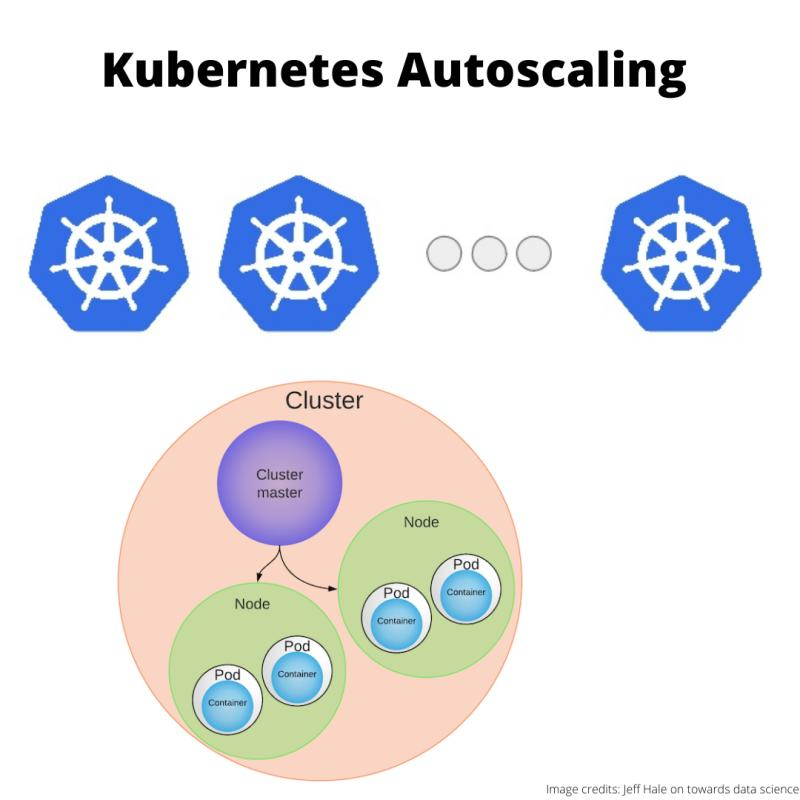 Kubernetes Autoscaling
Cluster
Cluster
master
Node
Pod
Container
Pod
Container
Node
Pod
Container
Pod
Container
Image credits: Jeff Hale on towards data science